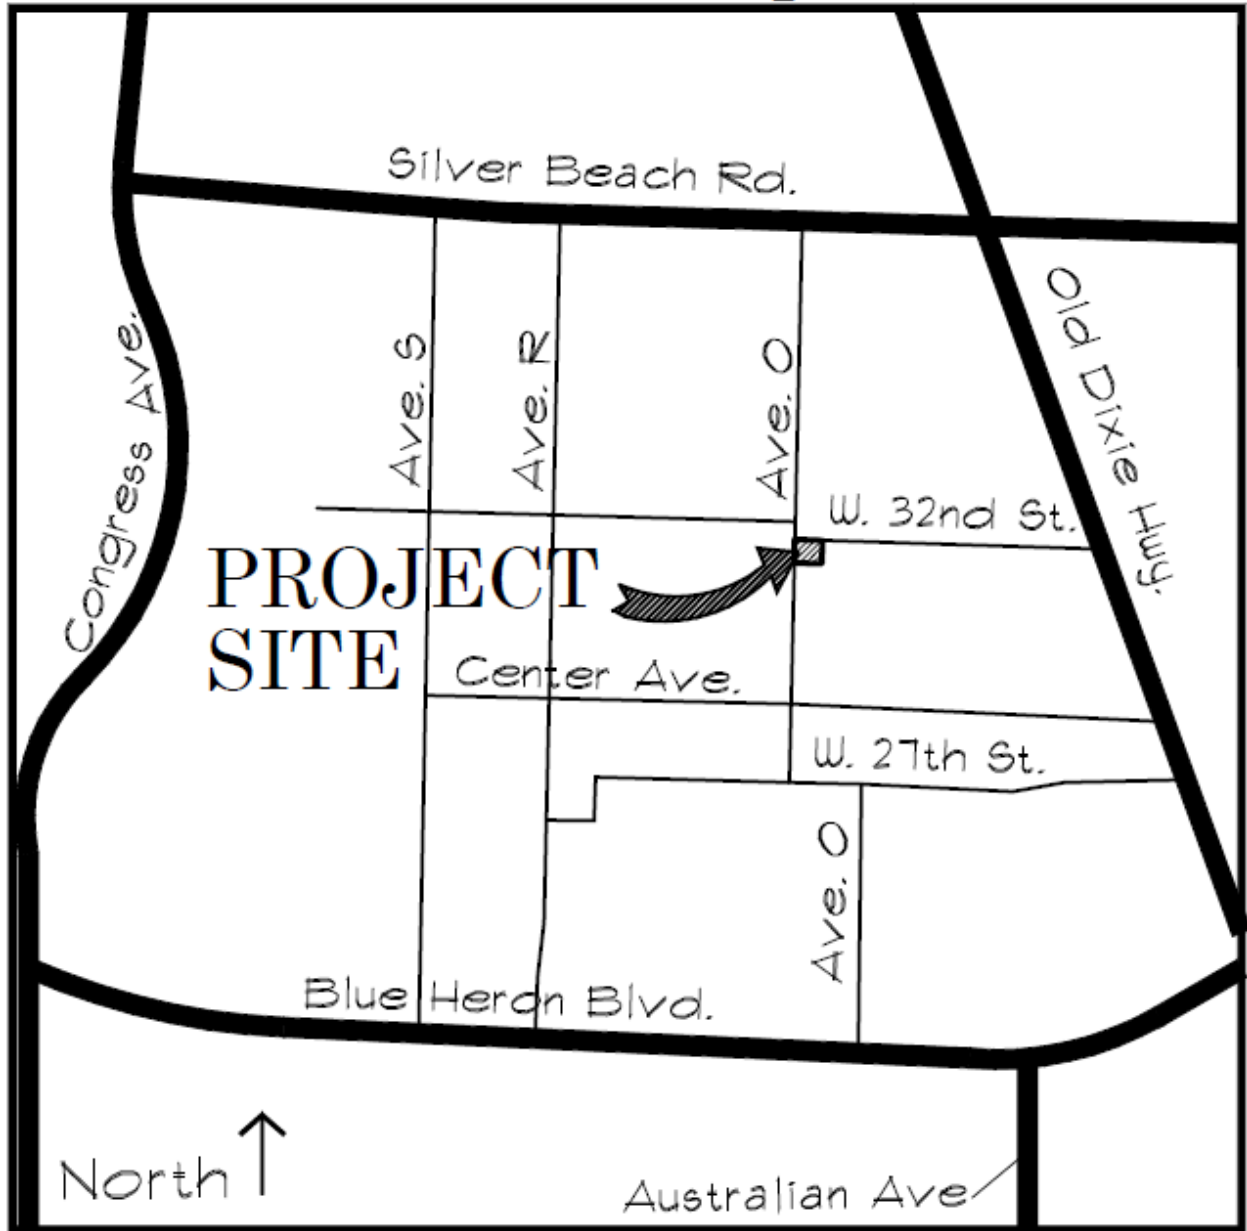 Silver Beach Rd.
Congress Ave.
Ave. S
Ave. R
Ave. O
Old Dixie Hwy.
W. 32nd St.
PROJECT
SITE
Center Ave.
W. 27th St.
Ave. O
Blue Heron Blvd.
North
Australian Ave